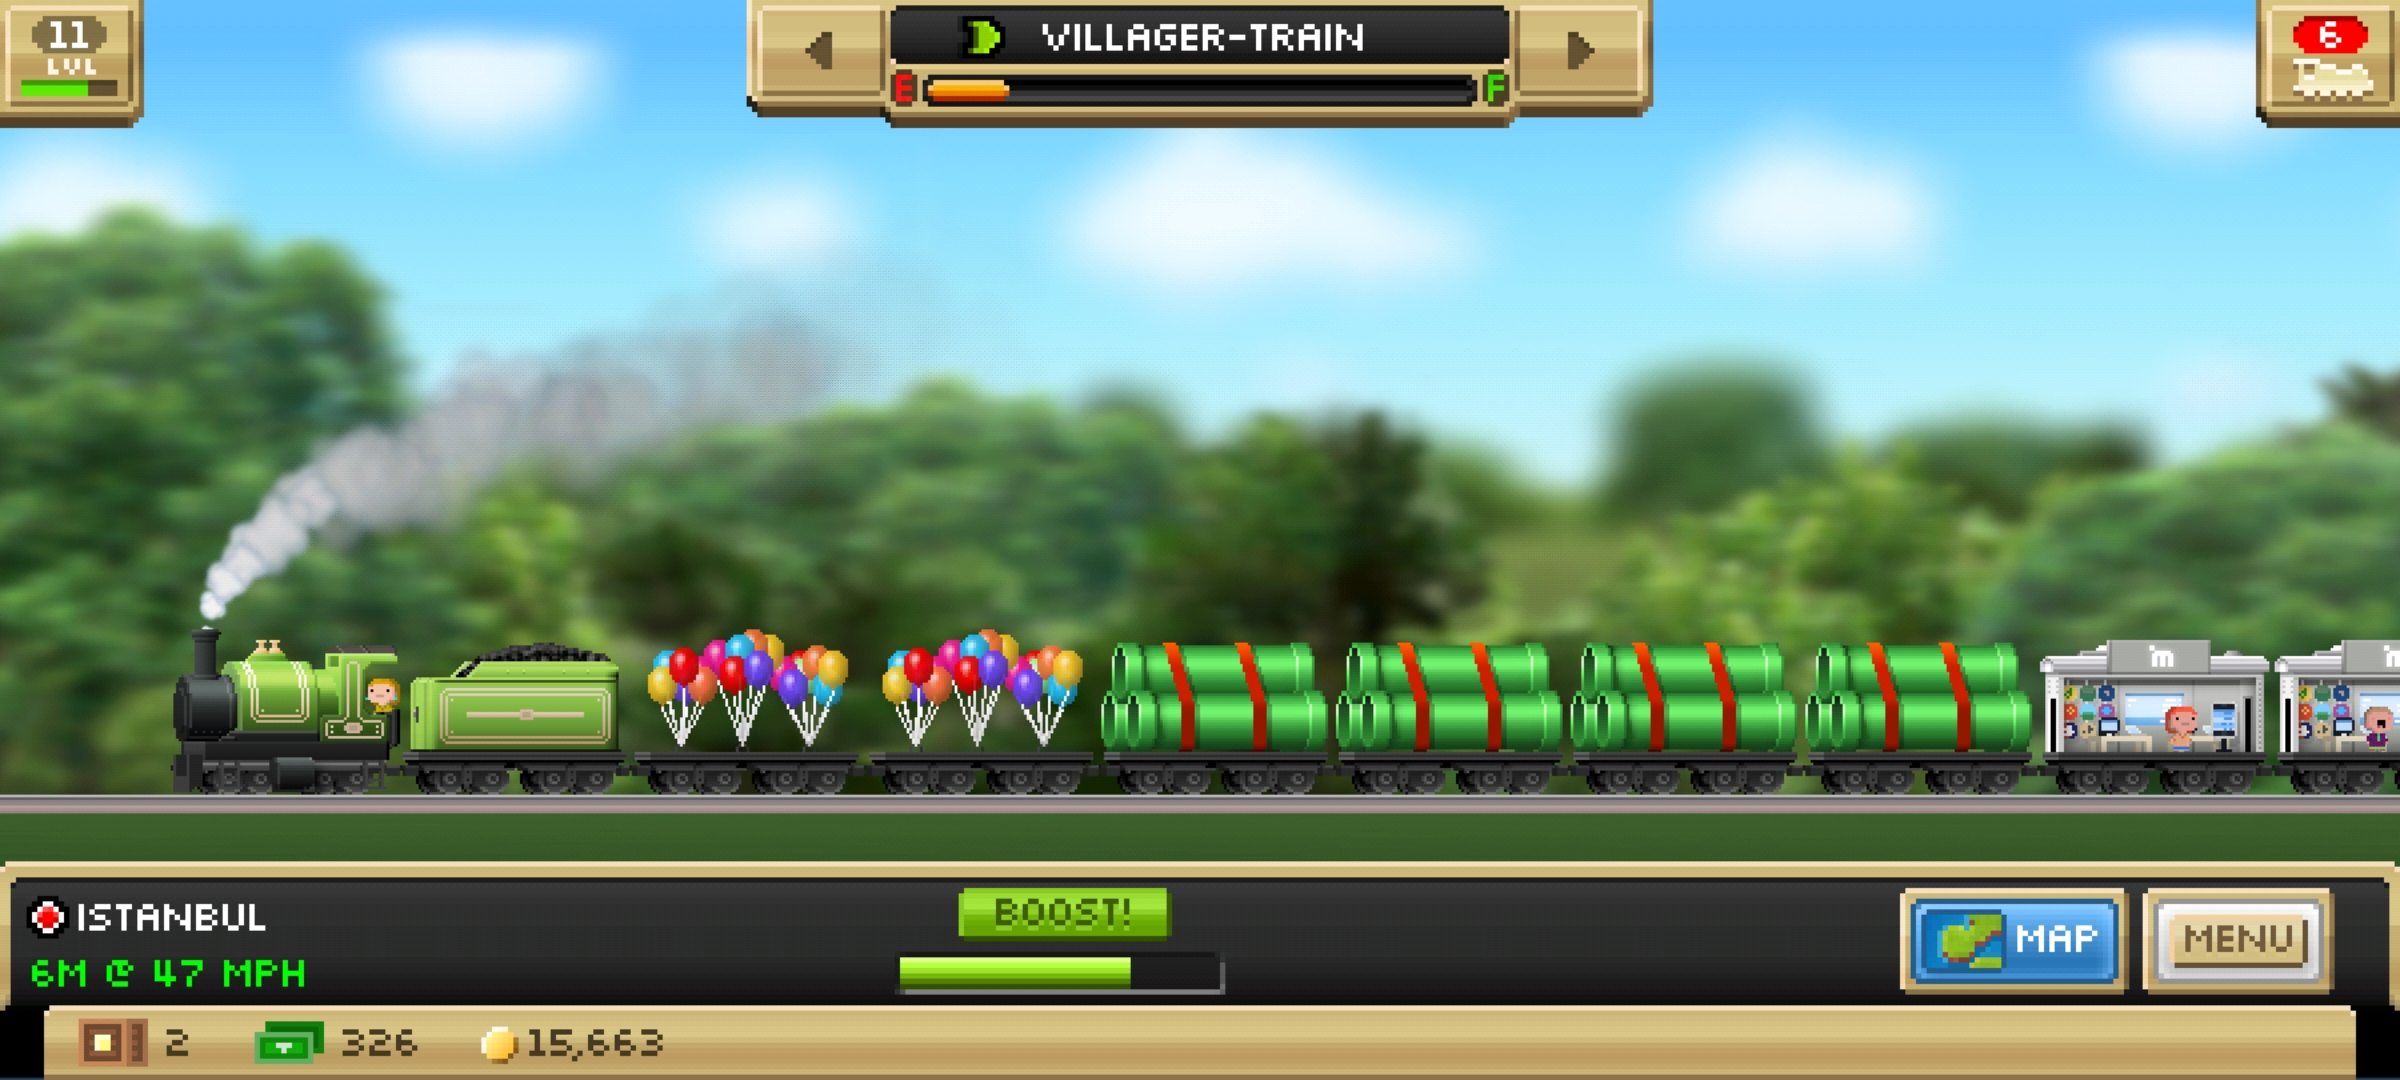 11
LVL
VILLAGER-TRAIN
E
F
6
m
m
ISTANBUL
6M @ 47 MPH
BOOST!
MAP
MENU
2
326
15,663